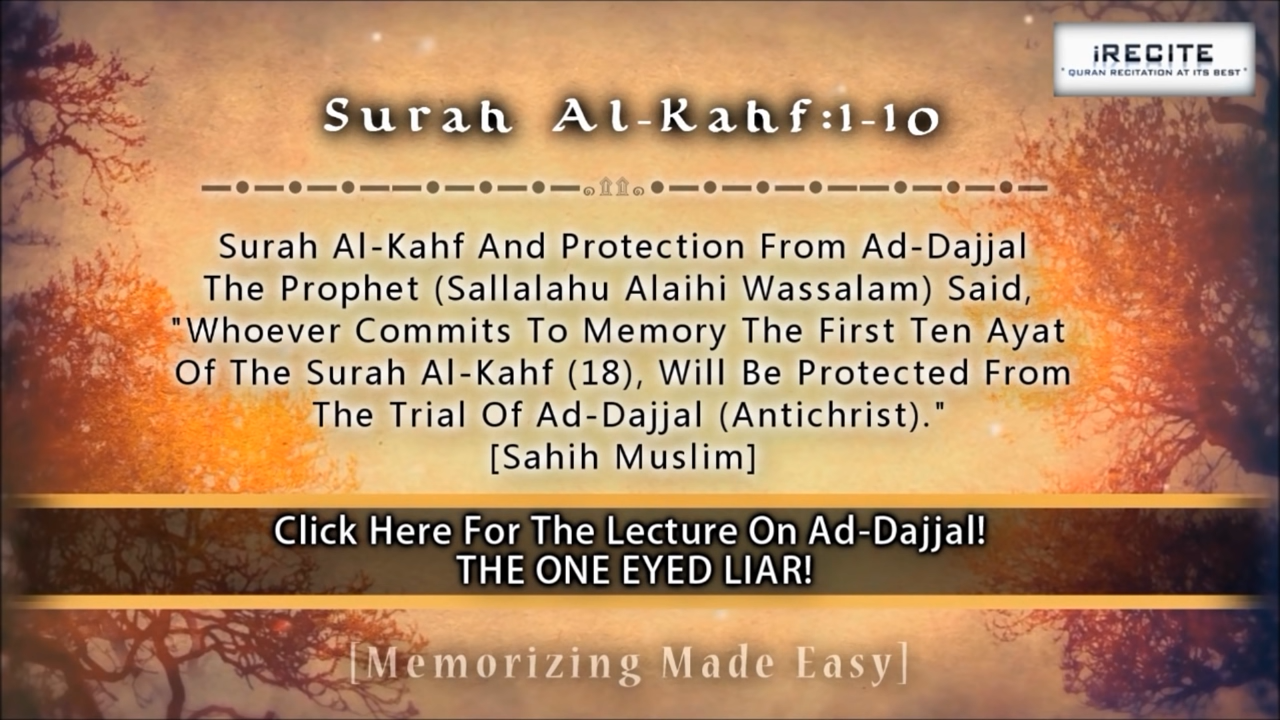 iRECITE
"QURAN RECITATION AT ITS BEST"
Surah Al-Kahf:1-10
Surah Al-Kahf And Protection From Ad-Dajjal
The Prophet (Sallalahu Alaihi Wassalam) Said,
"Whoever Commits To Memory The First Ten Ayat
Of The Surah Al-Kahf (18), Will Be Protected From
The Trial Of Ad-Dajjal (Antichrist)."
[Sahih Muslim]
Click Here For The Lecture On Ad-Dajjal!
THE ONE EYED LIAR!
[Memorizing Made Easy]